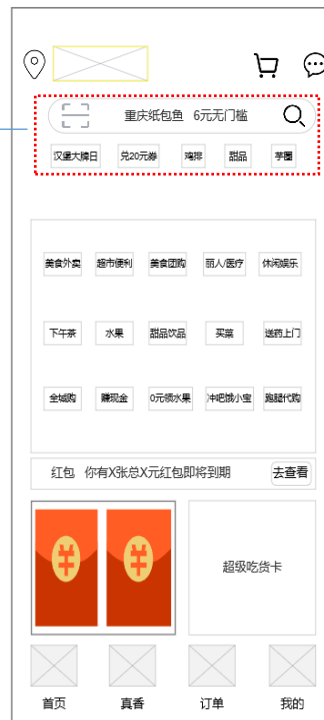 重庆纸包鱼 6元无门槛
汉堡大牌日 兑20元券 鸡排 甜品 芋圈
美食外卖 超市便利 美食团购 丽人/医疗 休闲娱乐
下午茶 水果 甜品饮品 买菜 送药上门
全城购 赚现金 0元领水果 冲吧饿小宝 跑腿代购
红包 你有X张总X元红包即将到期 去查看
羊 羊 超级吃货卡
首页 真香 订单 我的